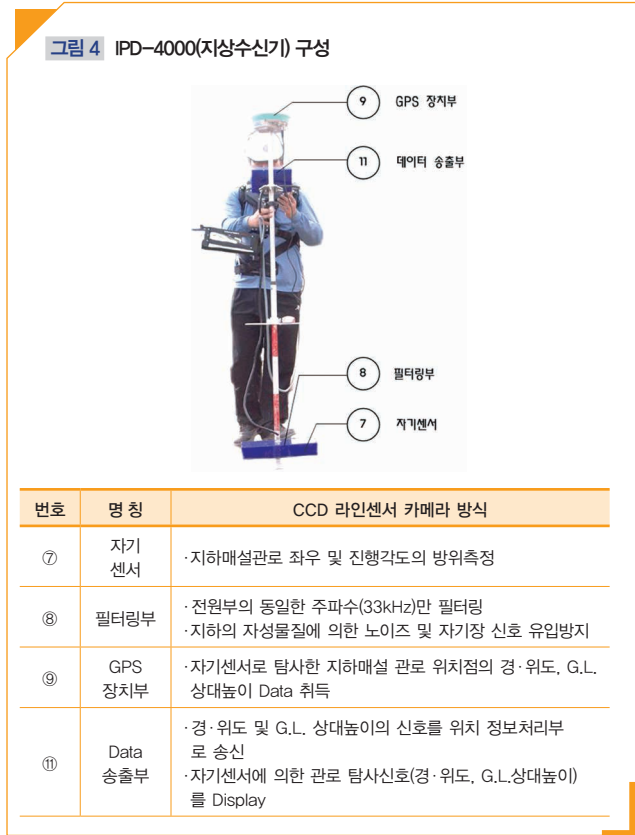 그림 4 IPD-4000(지상수신기) 구성
9 GPS 장치부
11 데이터 송출부
8 필터링부
7 자기센서
번호 명 칭 CCD 라인센서 카메라 방식
⑦ 자기 센서 ·지하매설관로 좌우 및 진행각도의 방위측정
⑧ 필터링부 ·전원부의 동일한 주파수(33kHz)만 필터링
·지하의 자성물질에 의한 노이즈 및 자기장 신호 유입방지
⑨ GPS 장치부 ·자기센서로 탐사한 지하매설 관로 위치점의 경·위도, G.L.
상대높이 Data 취득
⑪ Data 송출부 ·경·위도 및 G.L. 상대높이의 신호를 위치 정보처리부
로 송신
·자기센서에 의한 관로 탐사신호(경·위도, G.L.상대높이)
를 Display